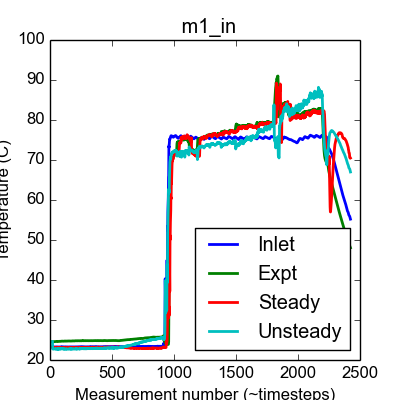 m1_in
100
90
80
70
60
50
40
30
20
Temperature (C)
Inlet
Expt
Steady
Unsteady
0 500 1000 1500 2000 2500
Measurement number (~timesteps)